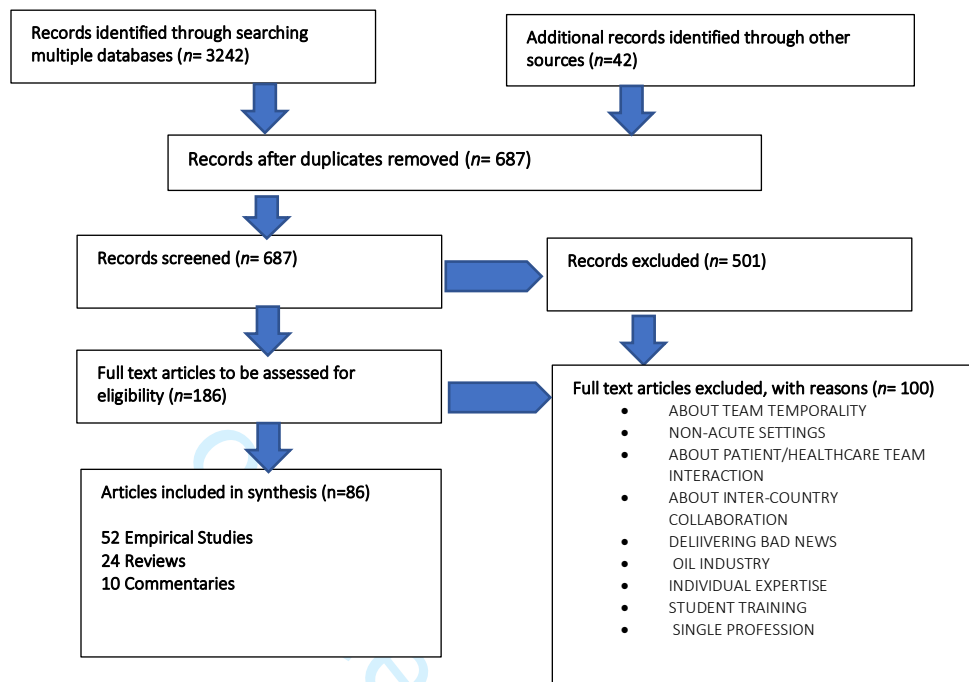 Records identified through searching
multiple databases (n= 3242)
Additional records identified through other
sources (n=42)
Records after duplicates removed (n= 687)
Records screened (n= 687)
Records excluded (n= 501)
Full text articles to be assessed for
eligibility (n=186)
Full text articles excluded, with reasons (n= 100)
• ABOUT TEAM TEMPORALITY
• NON-ACUTE SETTINGS
• ABOUT PATIENT/HEALTHCARE TEAM
INTERACTION
• ABOUT INTER-COUNTRY
COLLABORATION
• DELIIVERING BAD NEWS
• OIL INDUSTRY
• INDIVIDUAL EXPERTISE
• STUDENT TRAINING
• SINGLE PROFESSION
Articles included in synthesis (n=86)
52 Empirical Studies
24 Reviews
10 Commentaries